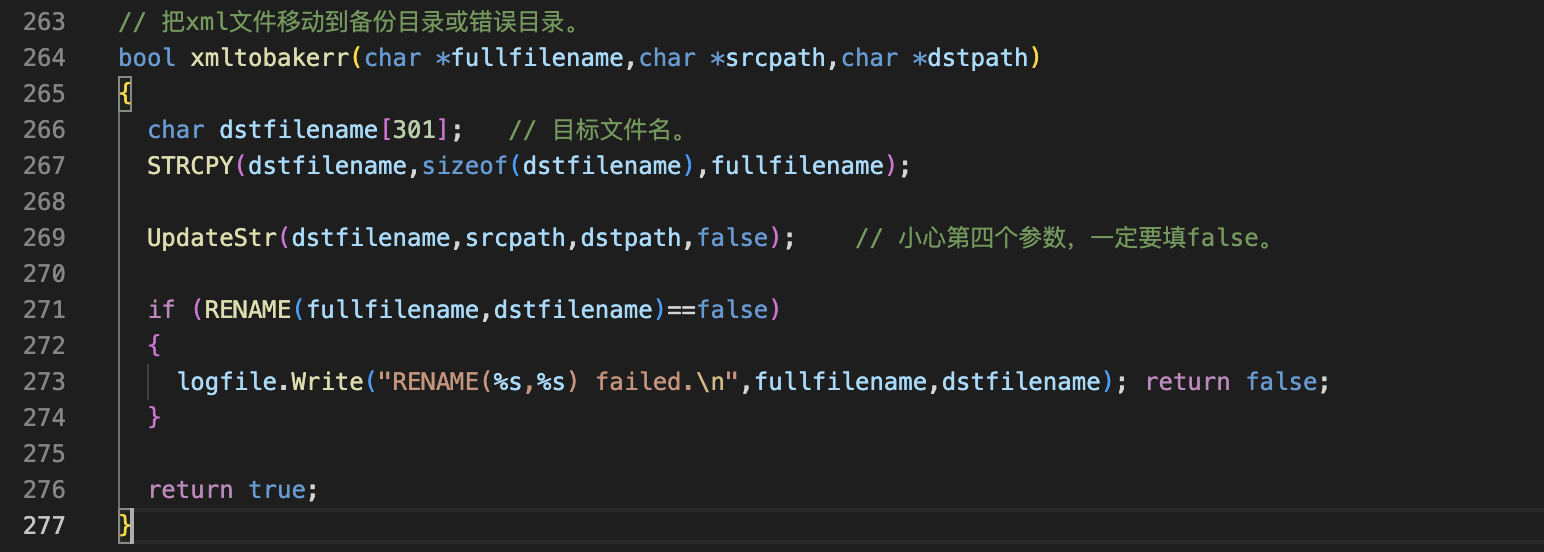 263 // 把xml文件移动到备份目录或错误目录。
264 bool xmltobakerr(char *fullfilename,char *srcpath,char *dstpath)
265 {
266   char dstfilename[301];   // 目标文件名。
267   STRCPY(dstfilename,sizeof(dstfilename),fullfilename);
268
269   UpdateStr(dstfilename,srcpath,dstpath,false);    // 小心第四个参数，一定要填false。
270
271   if (RENAME(fullfilename,dstfilename)==false)
272   {
273     logfile.Write("RENAME(%s,%s) failed.\n",fullfilename,dstfilename); return false;
274   }
275
276   return true;
277 }